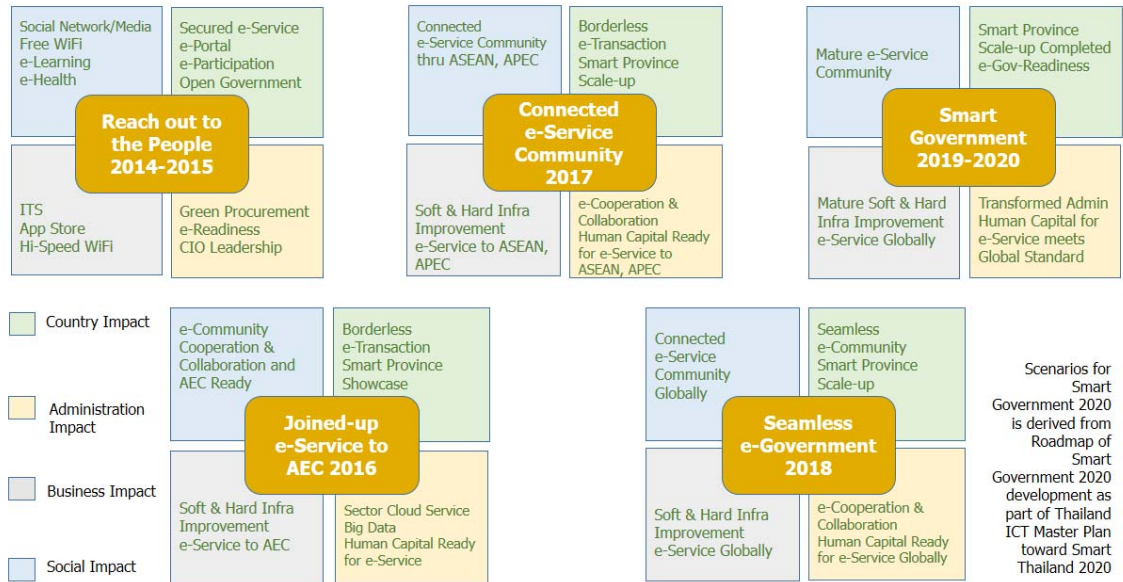 Social Network/Media
Free WiFi
e-Learning
e-Health
Secured e-Service
e-Portal
e-Participation
Open Government
Reach out to
the People
2014-2015
ITS
App Store
Hi-Speed WiFi
Green Procurement
e-Readiness
CIO Leadership
Connected
e-Service Community
thru ASEAN, APEC
Borderless
e-Transaction
Smart Province
Scale-up
Connected
e-Service
Community
2017
Soft & Hard Infra
Improvement
e-Service to ASEAN,
APEC
e-Cooperation &
Collaboration
Human Capital Ready
for e-Service to
ASEAN, APEC
Mature e-Service
Community
Smart Province
Scale-up Completed
e-Gov-Readiness
Smart
Government
2019-2020
Mature Soft & Hard
Infra Improvement
e-Service Globally
Transformed Admin
Human Capital for
e-Service meets
Global Standard
Country Impact
Administration
Impact
Business Impact
Social Impact
e-Community
Cooperation &
Collaboration and
AEC Ready
Borderless
e-Transaction
Smart Province
Showcase
Joined-up
e-Service to
AEC 2016
Soft & Hard Infra
Improvement
e-Service to AEC
Sector Cloud Service
Big Data
Human Capital Ready
for e-Service
Connected
e-Service
Community
Globally
Seamless
e-Community
Smart Province
Scale-up
Seamless
e-Government
2018
Soft & Hard Infra
Improvement
e-Service Globally
e-Cooperation &
Collaboration
Human Capital Ready
for e-Service Globally
Scenarios for
Smart
Government 2020
is derived from
Roadmap of
Smart
Government 2020
development as
part of Thailand
ICT Master Plan
toward Smart
Thailand 2020